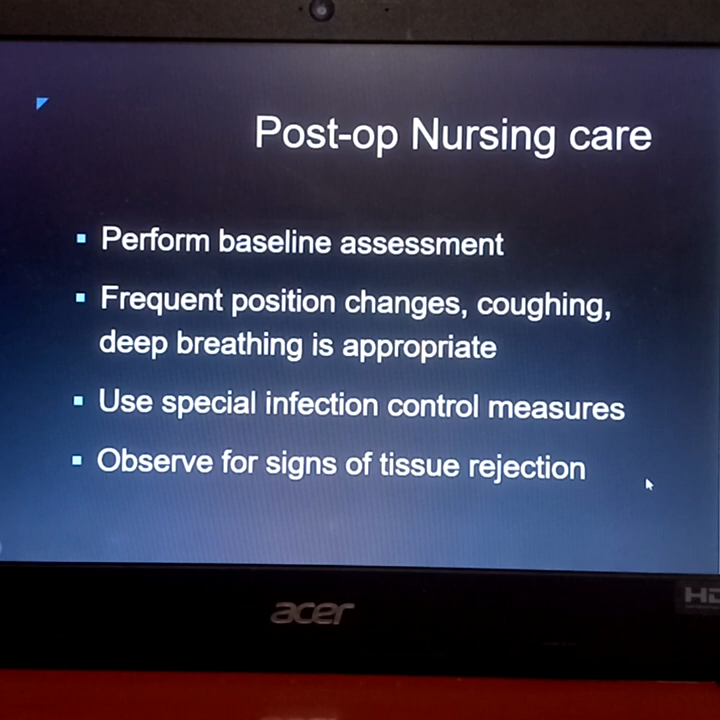 Post-op Nursing care
▪ Perform baseline assessment
▪ Frequent position changes, coughing,
deep breathing is appropriate
▪ Use special infection control measures
▪ Observe for signs of tissue rejection
acer
HD